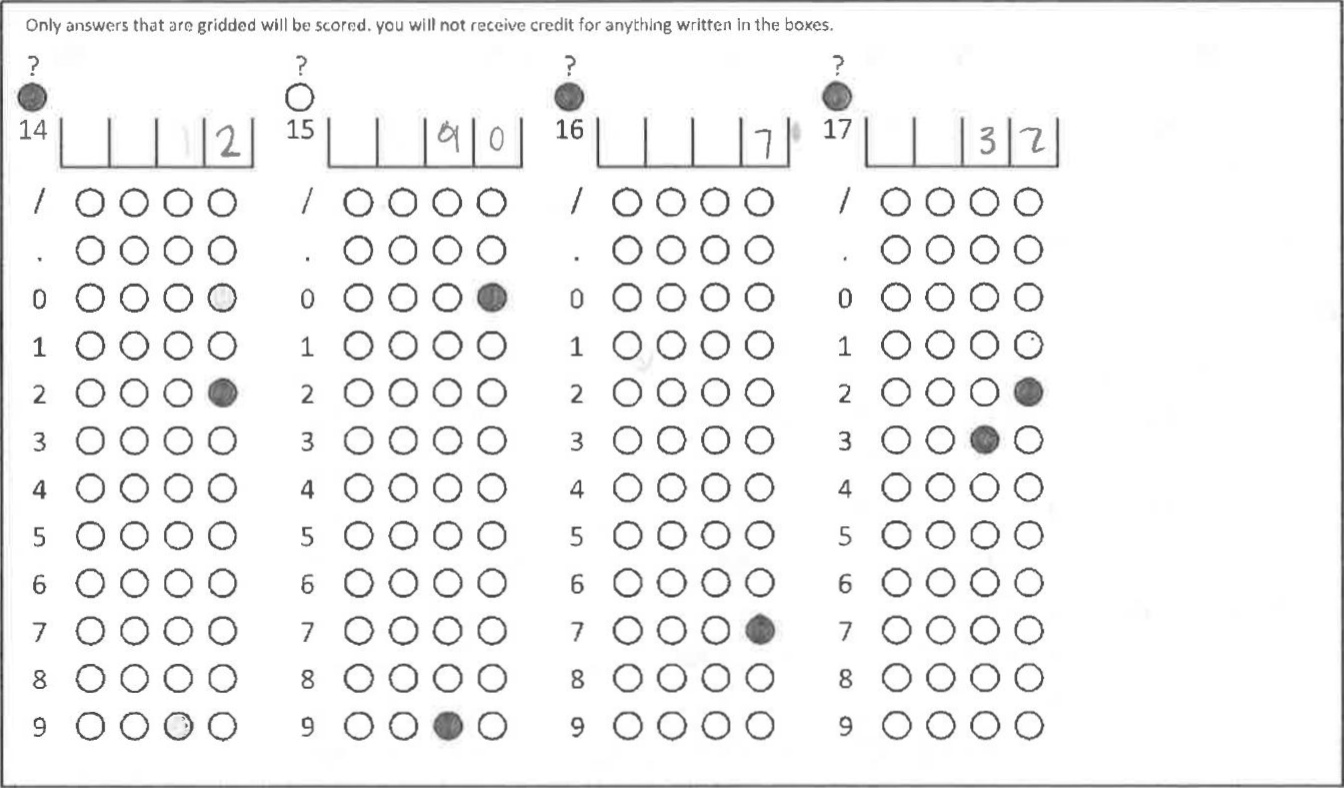 Only answers that are gridded will be scored. you will not receive credit for anything written in the boxes.
? ? ? ?
14 2 15 9 0 16 7 17 3 2
/ / / /
. . . .
0 0 0 0
1 1 1 1
2 2 2 2
3 3 3 3
4 4 4 4
5 5 5 5
6 6 6 6
7 7 7 7
8 8 8 8
9 9 9 9